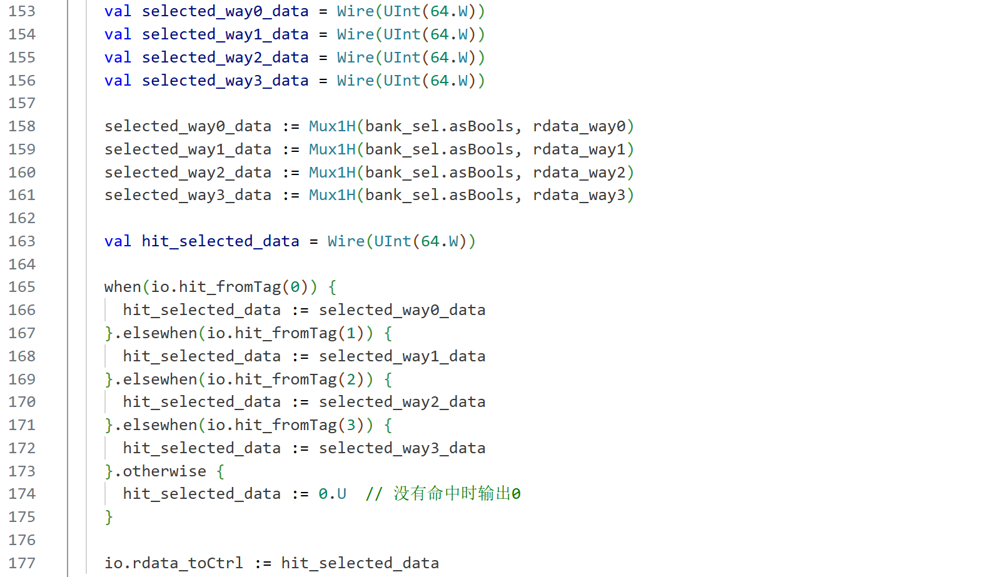 153 val selected_way0_data = Wire(UInt(64.W))
154 val selected_way1_data = Wire(UInt(64.W))
155 val selected_way2_data = Wire(UInt(64.W))
156 val selected_way3_data = Wire(UInt(64.W))
157
158 selected_way0_data := Mux1H(bank_sel.asBools, rdata_way0)
159 selected_way1_data := Mux1H(bank_sel.asBools, rdata_way1)
160 selected_way2_data := Mux1H(bank_sel.asBools, rdata_way2)
161 selected_way3_data := Mux1H(bank_sel.asBools, rdata_way3)
162
163 val hit_selected_data = Wire(UInt(64.W))
164
165 when(io.hit_fromTag(0)) {
166   hit_selected_data := selected_way0_data
167 }.elsewhen(io.hit_fromTag(1)) {
168   hit_selected_data := selected_way1_data
169 }.elsewhen(io.hit_fromTag(2)) {
170   hit_selected_data := selected_way2_data
171 }.elsewhen(io.hit_fromTag(3)) {
172   hit_selected_data := selected_way3_data
173 }.otherwise {
174   hit_selected_data := 0.U  // 没有命中时输出0
175 }
176
177 io.rdata_toCtrl := hit_selected_data